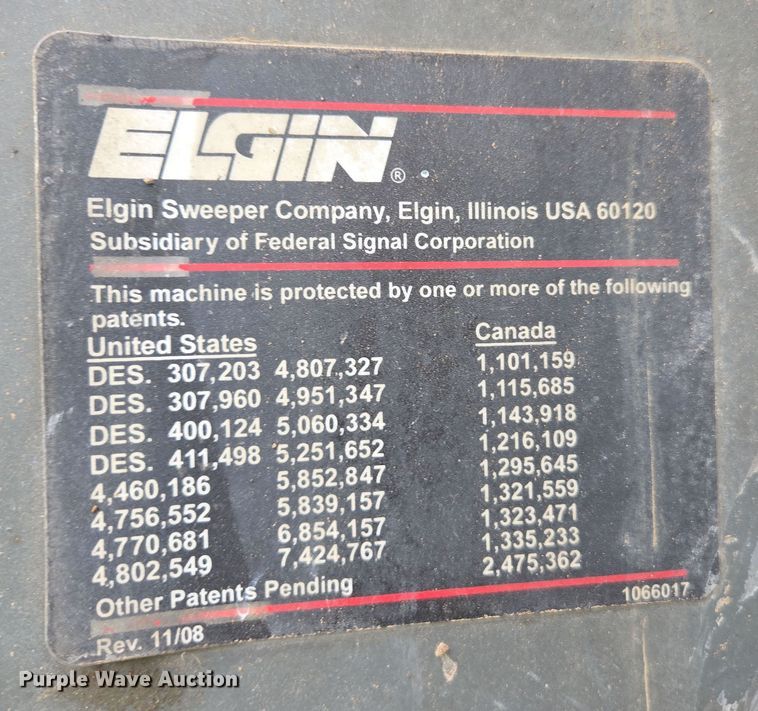 ELGIN®
Elgin Sweeper Company, Elgin, Illinois USA 60120
Subsidiary of Federal Signal Corporation
This machine is protected by one or more of the following
patents.
United States Canada
DES. 307,203 4,807,327 1,101,159
DES. 307,960 4,951,347 1,115,685
DES. 400,124 5,060,334 1,143,918
DES. 411,498 5,251,652 1,216,109
4,460,186 5,852,847 1,295,645
4,756,552 5,839,157 1,321,559
4,770,681 6,854,157 1,323,471
4,802,549 7,424,767 1,335,233
2,475,362
Other Patents Pending
1066017
Rev. 11/08
Purple Wave Auction